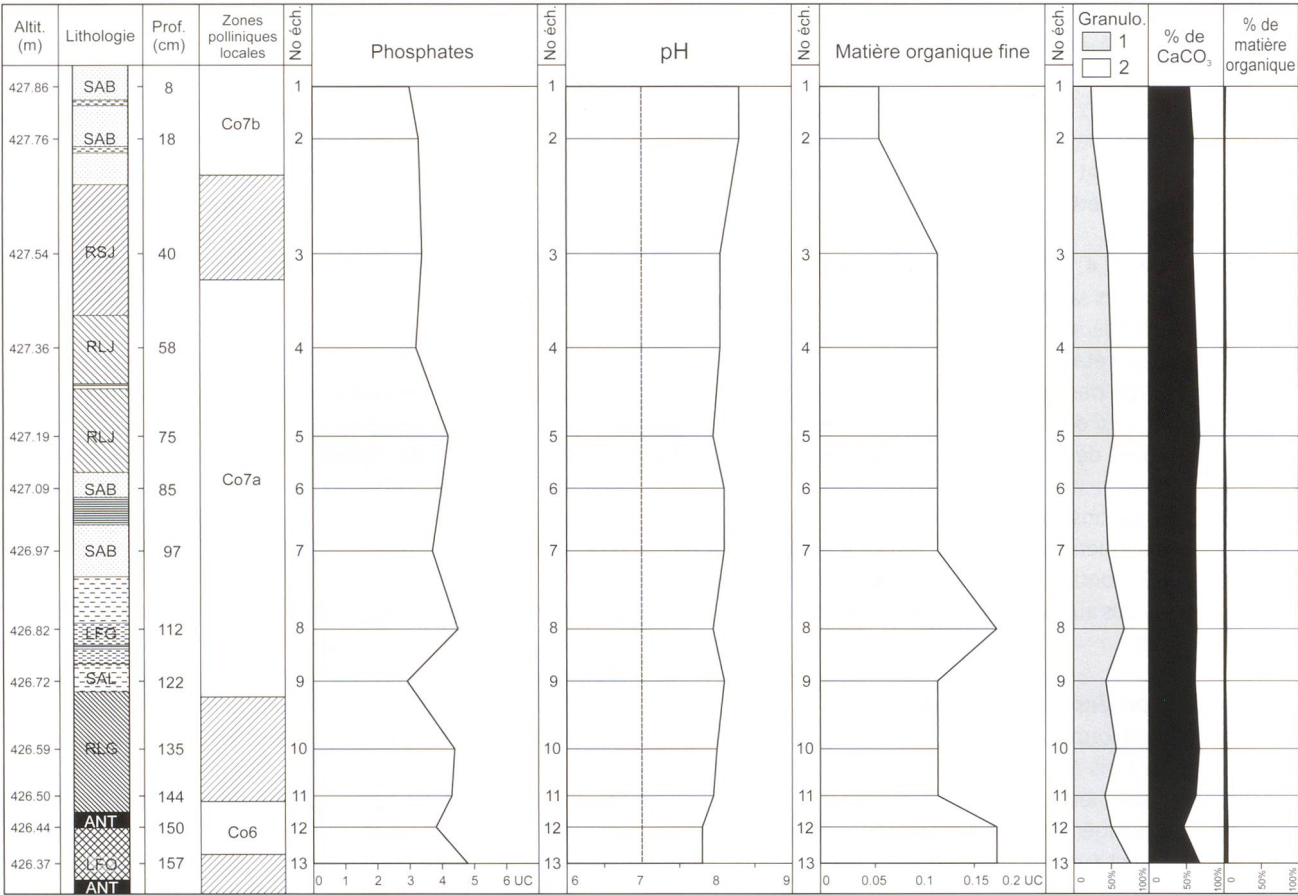 Altit. (m)
Lithologie
Prof. (cm)
Zones polliniques locales
No éch.
Phosphates
No éch.
pH
No éch.
Matière organique fine
No éch.
Granulo.
1
2
% de CaCO₃
% de matière organique
427.86 SAB 8 1 1 1 1
427.76 SAB 18 Co7b 2 2 2 2
427.54 RSJ 40 3 3 3 3
427.36 RLJ 58 4 4 4 4
427.19 RLJ 75 5 5 5 5
Co7a
427.09 SAB 85 6 6 6 6
426.97 SAB 97 7 7 7 7
426.82 LFG 112 8 8 8 8
426.72 SAL 122 9 9 9 9
426.59 RLG 135 10 10 10 10
426.50 144 11 11 11 11
ANT
426.44 150 Co6 12 12 12 12
426.37 LFO 157 13 13 13 13
ANT
0 1 2 3 4 5 6 UC
6 7 8 9
0 0.05 0.1 0.15 0.2 UC
0 50% 100%
0 50% 100%
0 50% 100%